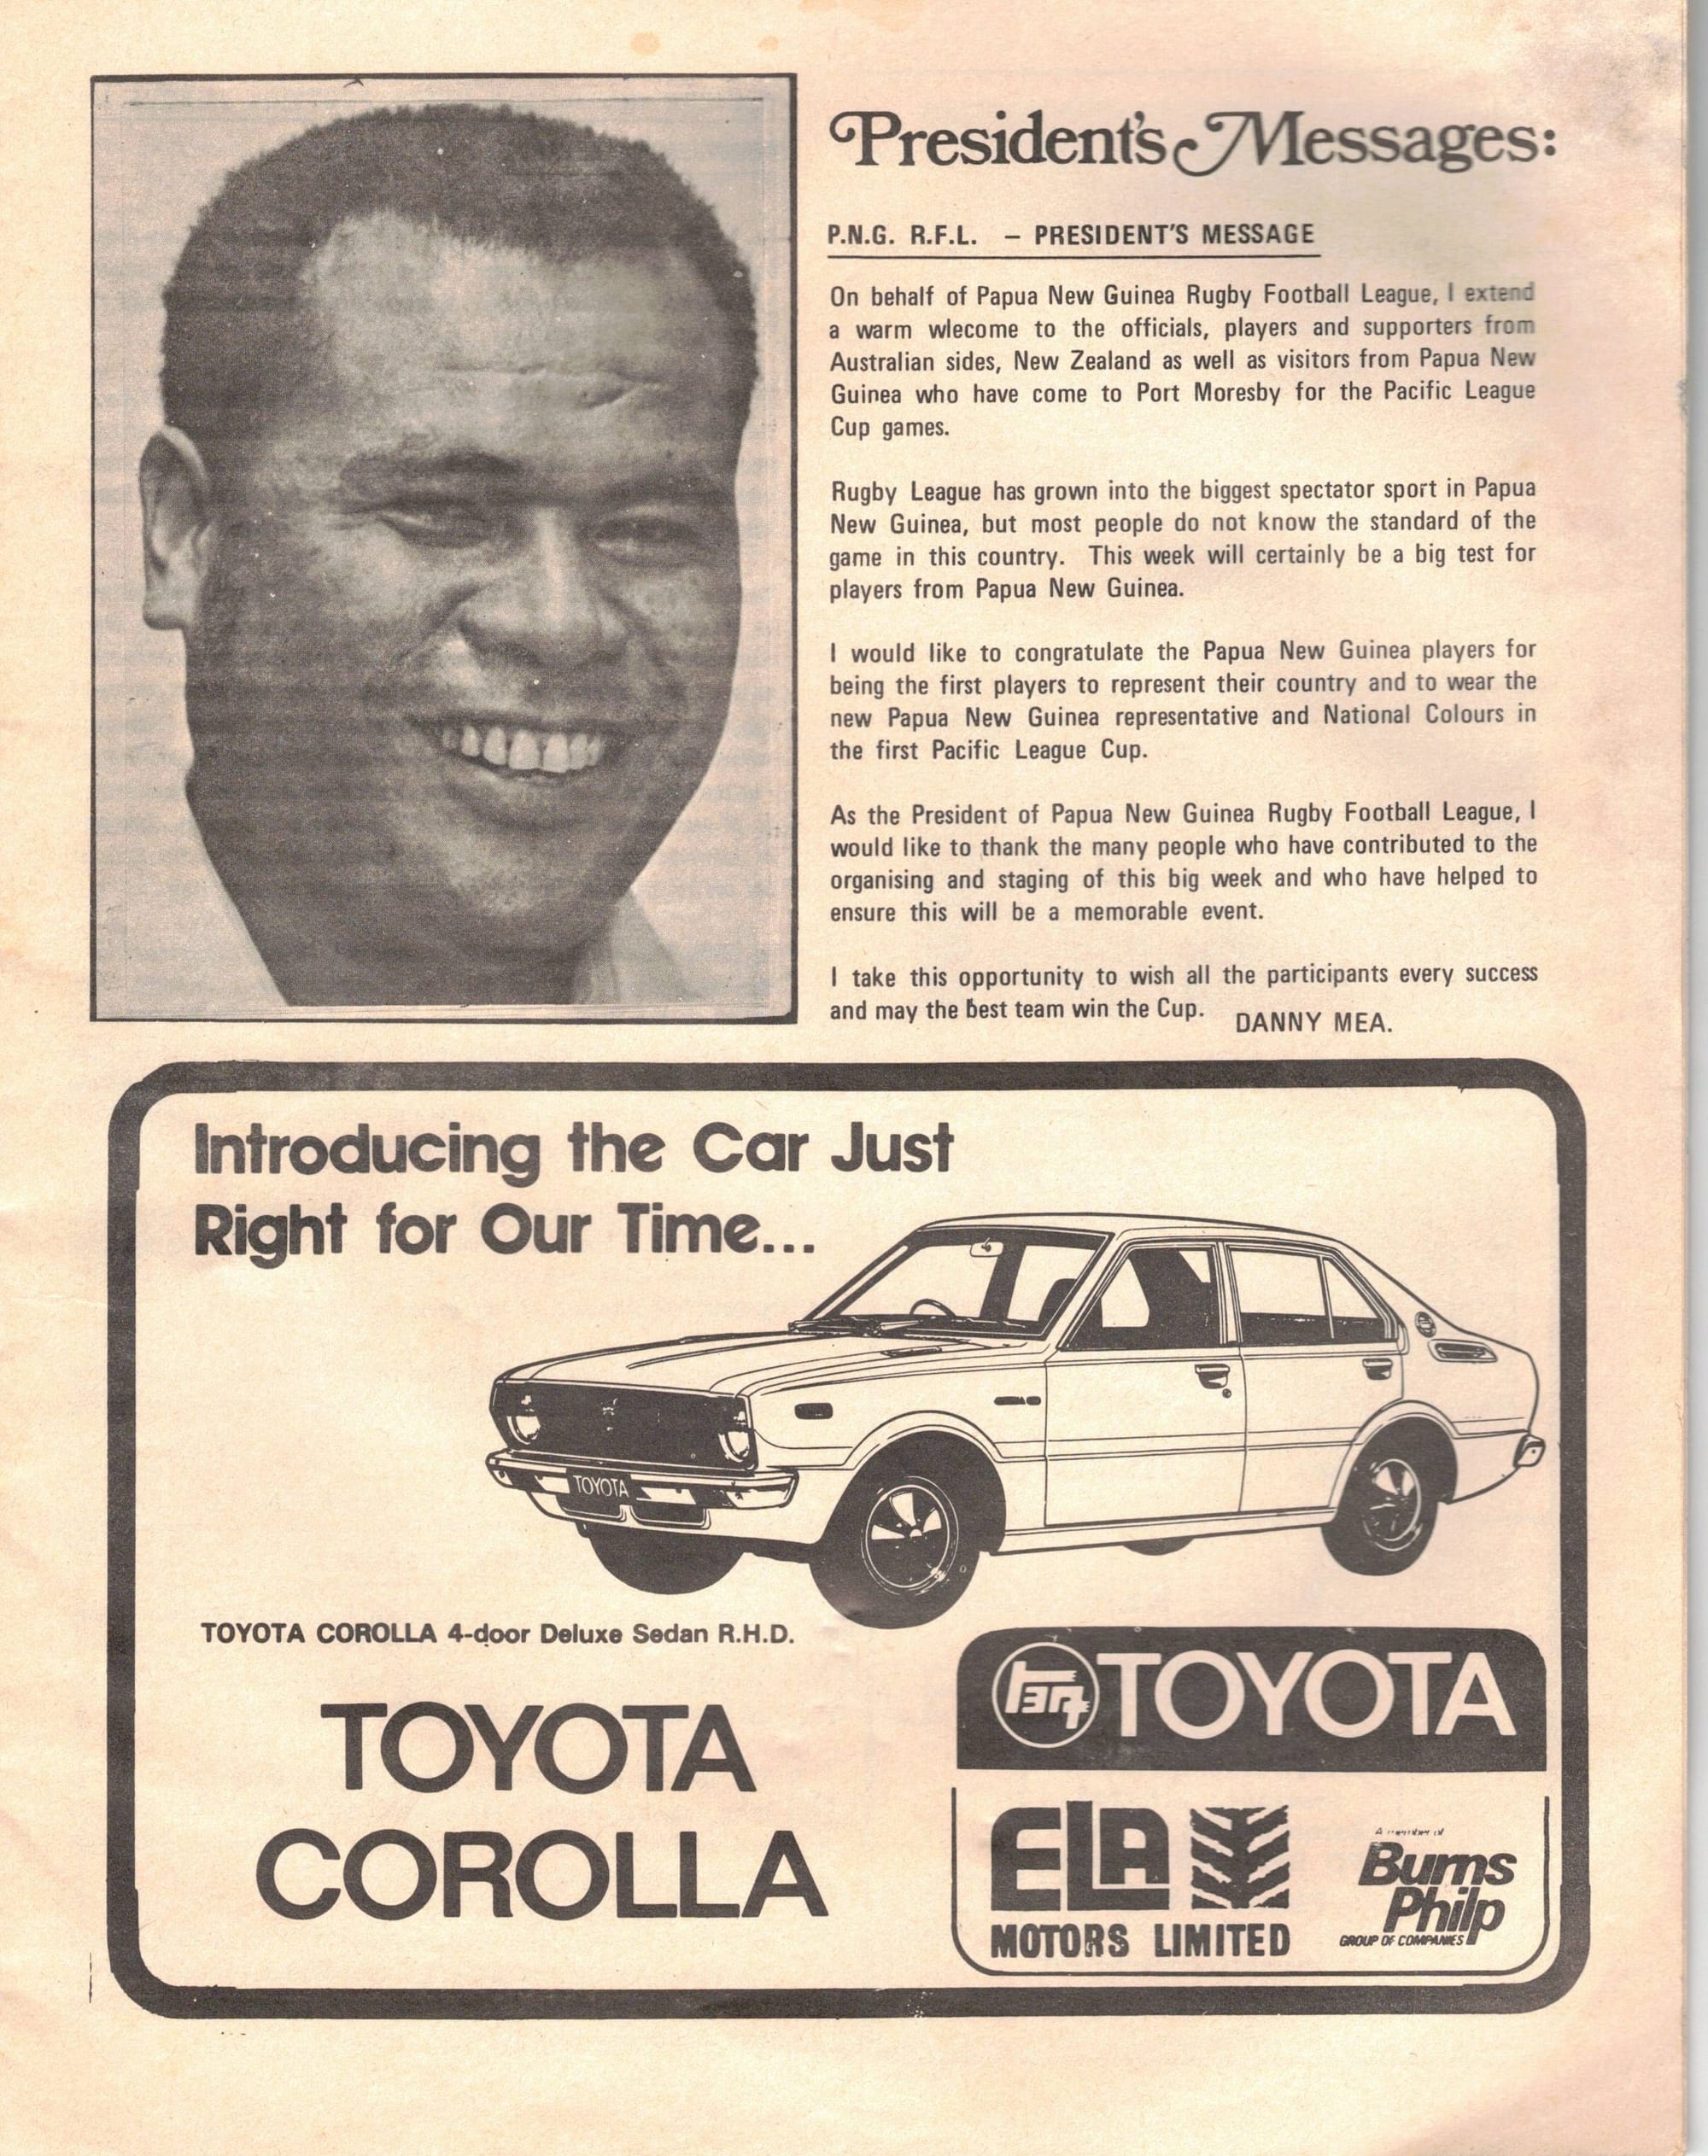 President's Messages:
P.N.G. R.F.L. – PRESIDENT'S MESSAGE
On behalf of Papua New Guinea Rugby Football League, I extend
a warm wlecome to the officials, players and supporters from
Australian sides, New Zealand as well as visitors from Papua New
Guinea who have come to Port Moresby for the Pacific League
Cup games.
Rugby League has grown into the biggest spectator sport in Papua
New Guinea, but most people do not know the standard of the
game in this country. This week will certainly be a big test for
players from Papua New Guinea.
I would like to congratulate the Papua New Guinea players for
being the first players to represent their country and to wear the
new Papua New Guinea representative and National Colours in
the first Pacific League Cup.
As the President of Papua New Guinea Rugby Football League, I
would like to thank the many people who have contributed to the
organising and staging of this big week and who have helped to
ensure this will be a memorable event.
I take this opportunity to wish all the participants every success
and may the best team win the Cup.
DANNY MEA.
Introducing the Car Just
Right for Our Time...
TOYOTA
TOYOTA COROLLA 4-door Deluxe Sedan R.H.D.
TOYOTA
COROLLA
トヨタ TOYOTA
ELA
MOTORS LIMITED
A member of
Burns
Philp
GROUP OF COMPANIES